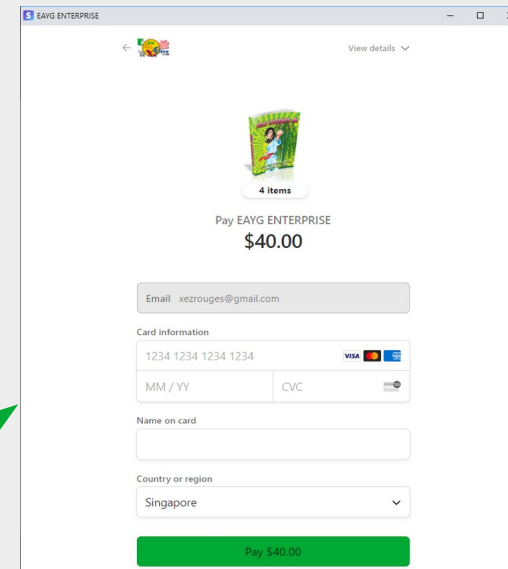 S EAYG ENTERPRISE
View details
4 items
Pay EAYG ENTERPRISE
$40.00
Email xezrouges@gmail.com
Card information
1234 1234 1234 1234 VISA
MM / YY CVC
Name on card
Country or region
Singapore
Pay $40.00